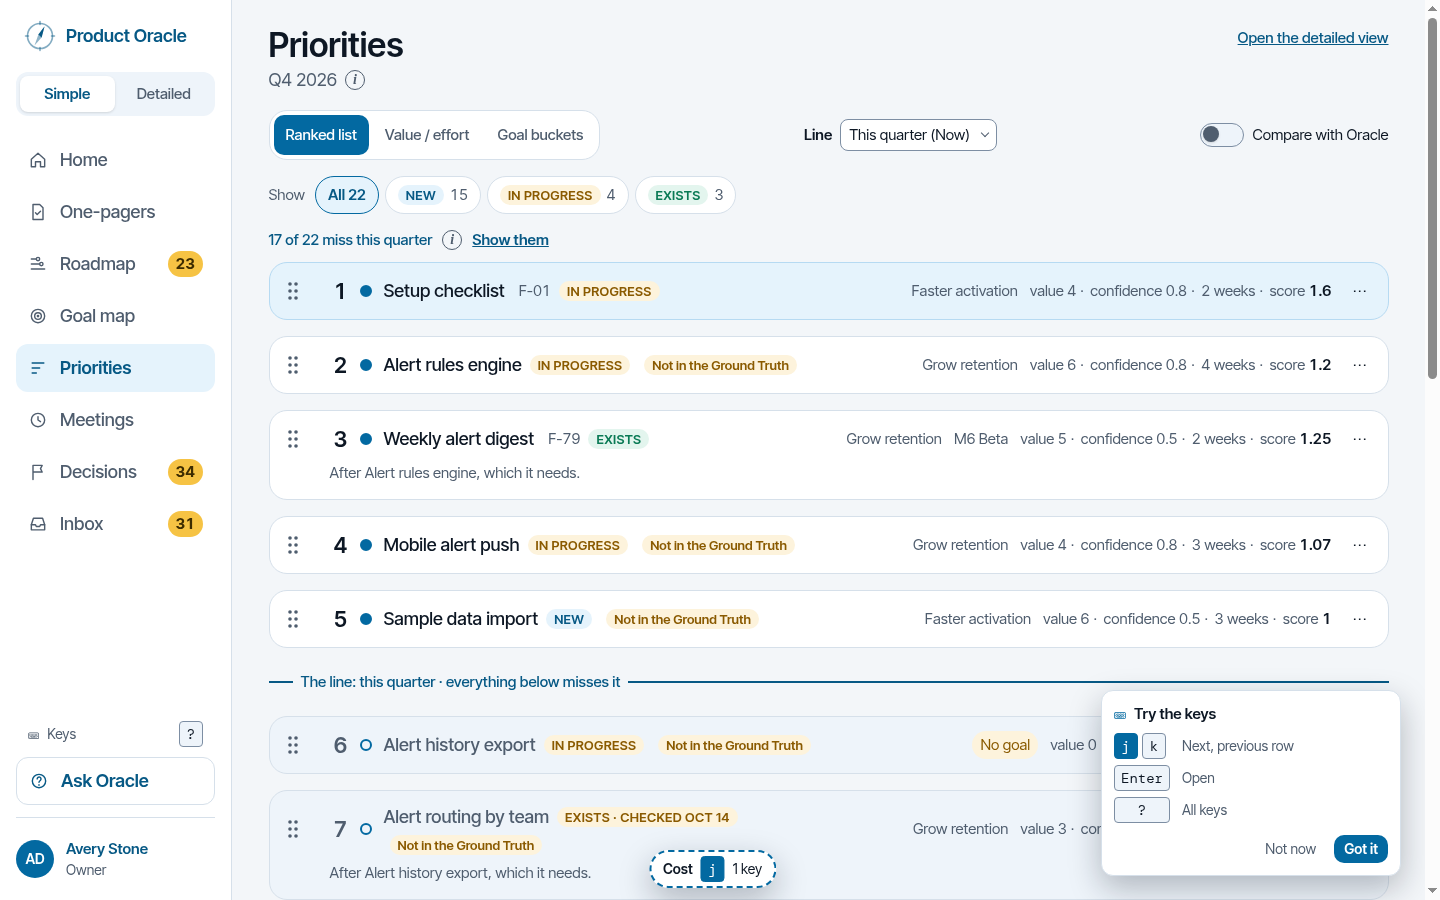 Product Oracle
Simple Detailed
Home
One-pagers
Roadmap 23
Goal map
Priorities
Meetings
Decisions 34
Inbox 31
Keys ?
Ask Oracle
AD Avery Stone
Owner
Priorities
Open the detailed view
Q4 2026 i
Ranked list Value / effort Goal buckets
Line This quarter (Now)
Compare with Oracle
Show All 22 NEW 15 IN PROGRESS 4 EXISTS 3
17 of 22 miss this quarter i Show them
1 Setup checklist F-01 IN PROGRESS Faster activation value 4 · confidence 0.8 · 2 weeks · score 1.6 ...
2 Alert rules engine IN PROGRESS Not in the Ground Truth Grow retention value 6 · confidence 0.8 · 4 weeks · score 1.2 ...
3 Weekly alert digest F-79 EXISTS Grow retention M6 Beta value 5 · confidence 0.5 · 2 weeks · score 1.25 ...
After Alert rules engine, which it needs.
4 Mobile alert push IN PROGRESS Not in the Ground Truth Grow retention value 4 · confidence 0.8 · 3 weeks · score 1.07 ...
5 Sample data import NEW Not in the Ground Truth Faster activation value 6 · confidence 0.5 · 3 weeks · score 1 ...
The line: this quarter · everything below misses it
6 Alert history export IN PROGRESS Not in the Ground Truth No goal value 0
7 Alert routing by team EXISTS · CHECKED OCT 14 Grow retention value 3 ·
Not in the Ground Truth
After Alert history export, which it needs.
Cost j 1 key
Try the keys
j k Next, previous row
Enter Open
? All keys
Not now Got it